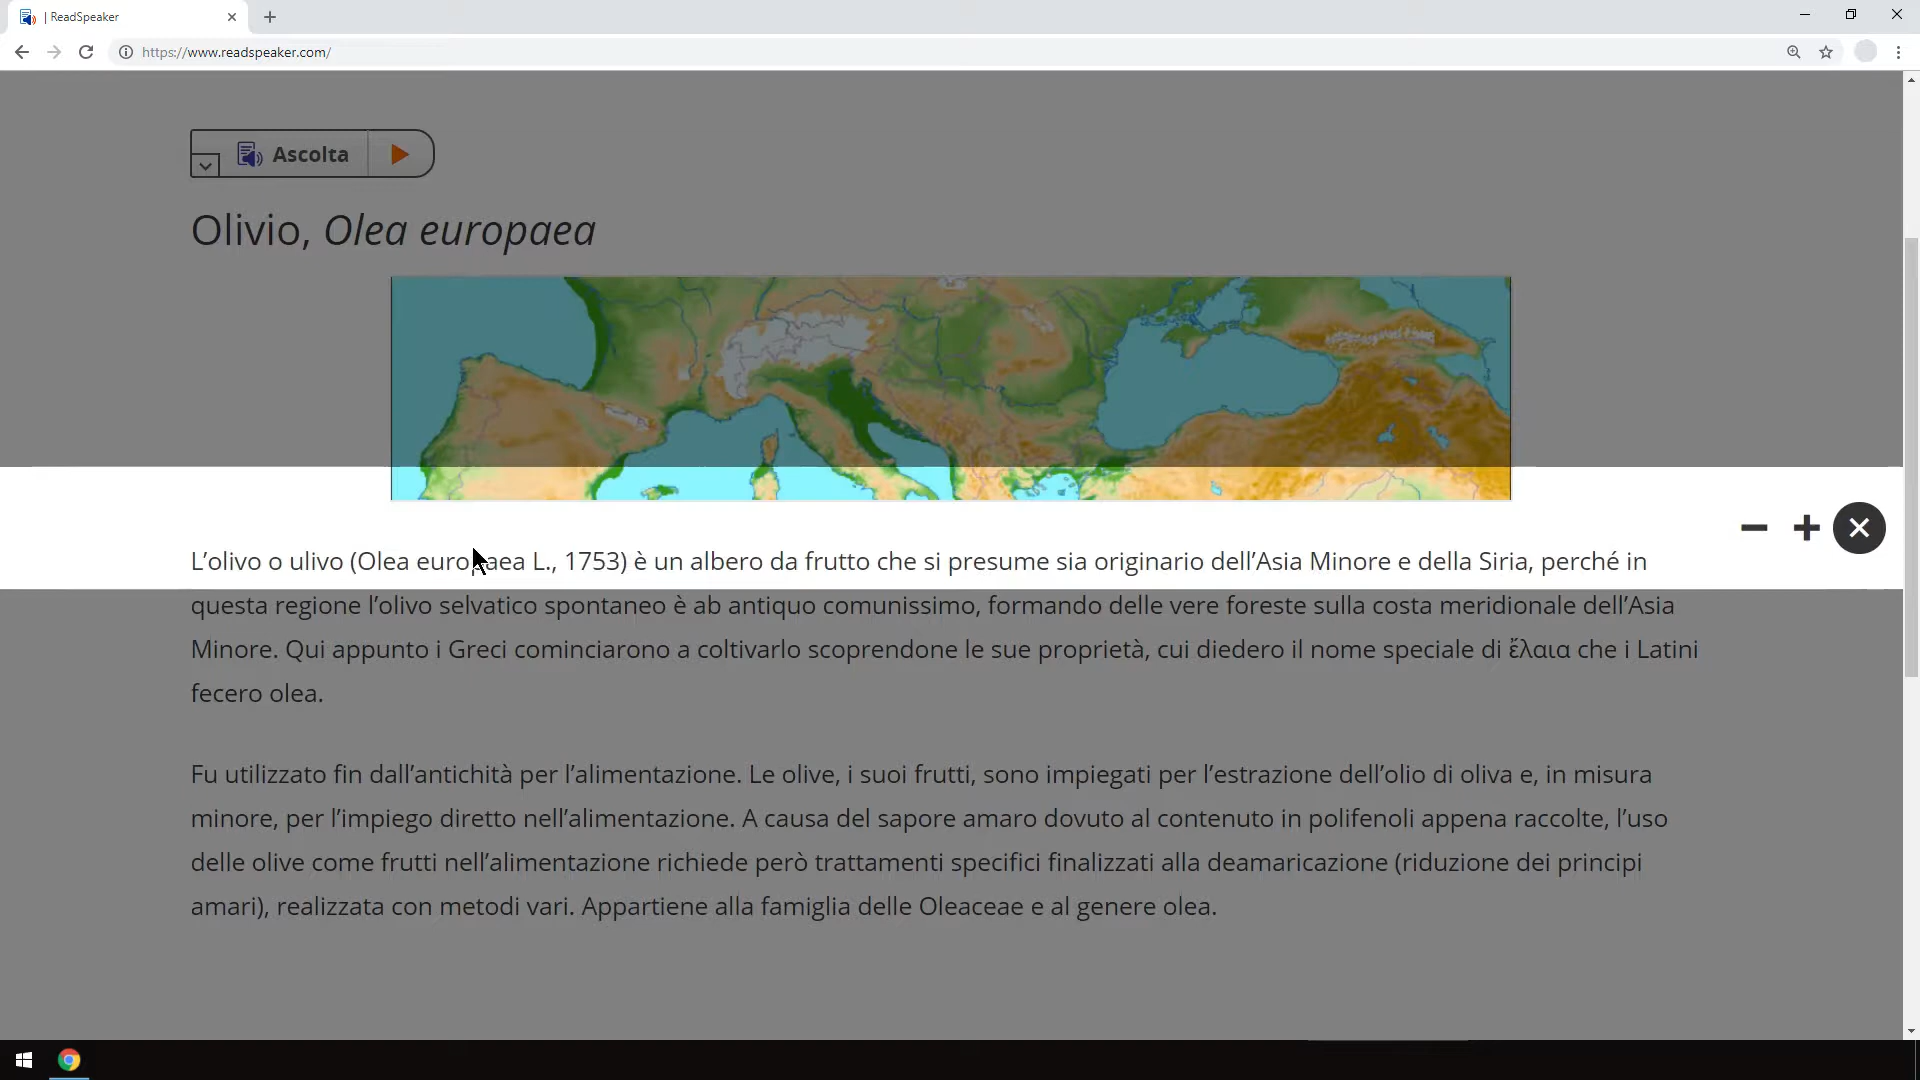 | ReadSpeaker
https://www.readspeaker.com/
Ascolta
Olivio, Olea europaea
L’olivo o ulivo (Olea europaea L., 1753) è un albero da frutto che si presume sia originario dell’Asia Minore e della Siria, perché in
questa regione l’olivo selvatico spontaneo è ab antiquo comunissimo, formando delle vere foreste sulla costa meridionale dell’Asia
Minore. Qui appunto i Greci cominciarono a coltivarlo scoprendone le sue proprietà, cui diedero il nome speciale di ἔλαια che i Latini
fecero olea.
Fu utilizzato fin dall’antichità per l’alimentazione. Le olive, i suoi frutti, sono impiegati per l’estrazione dell’olio di oliva e, in misura
minore, per l’impiego diretto nell’alimentazione. A causa del sapore amaro dovuto al contenuto in polifenoli appena raccolte, l’uso
delle olive come frutti nell’alimentazione richiede però trattamenti specifici finalizzati alla deamaricazione (riduzione dei principi
amari), realizzata con metodi vari. Appartiene alla famiglia delle Oleaceae e al genere olea.